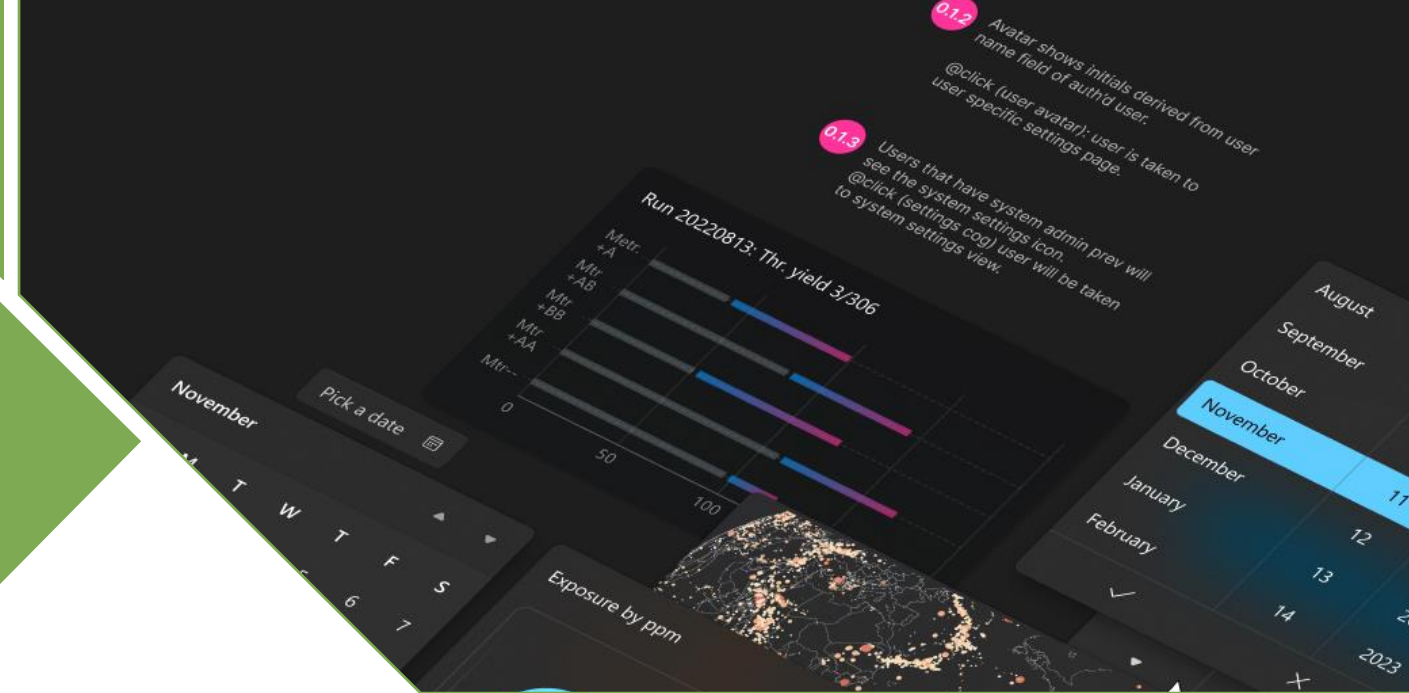 0.1.2
Avatar shows initials derived from user
name field of auth'd user.
@click (user avatar): user is taken to
user specific settings page.
0.1.3
Users that have system admin prev will
see the system settings icon.
@click (settings cog) user will be taken
to system settings view.
Run 20220813: Thr. yield 3/306
Metr.
+A
Mtr
+AB
Mtr
+BB
Mtr
+AA
Mtr--
0
50
100
Pick a date
November
T
W
T
F
S
6
7
Exposure by ppm
August
September
October
November
11
December
12
January
13
February
14
2023